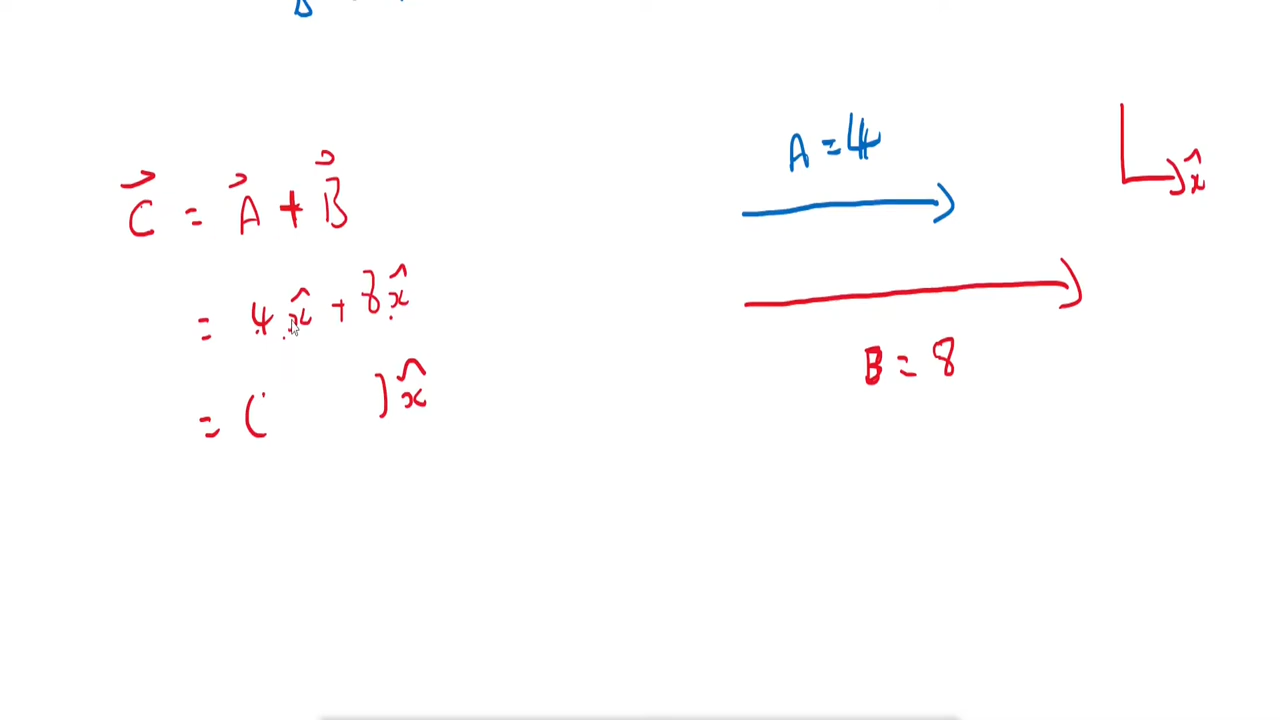 A = 4
x̂
C⃗ = A⃗ + B⃗
= 4x̂ + 8x̂
B = 8
= ( )x̂